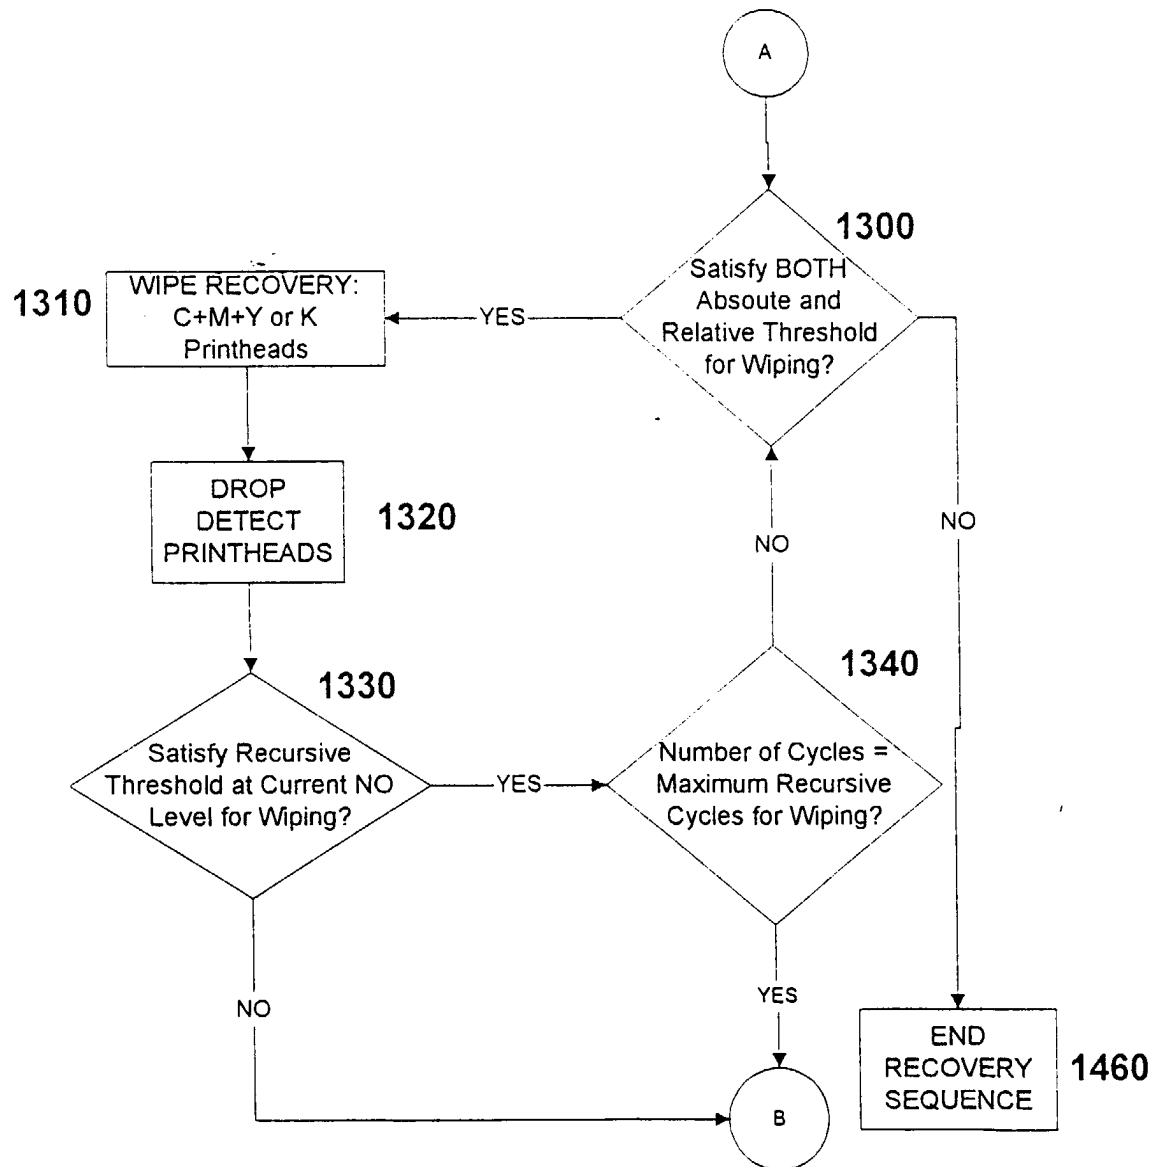 A
1300
Satisfy BOTH
Absoute and
Relative Threshold
for Wiping?
YES
1310
WIPE RECOVERY:
C+M+Y or K
Printheads
NO
DROP
DETECT
PRINTHEADS
1320
NO
1330
Satisfy Recursive
Threshold at Current NO
Level for Wiping?
YES
1340
Number of Cycles =
Maximum Recursive
Cycles for Wiping?
NO
YES
END
RECOVERY
SEQUENCE
1460
B